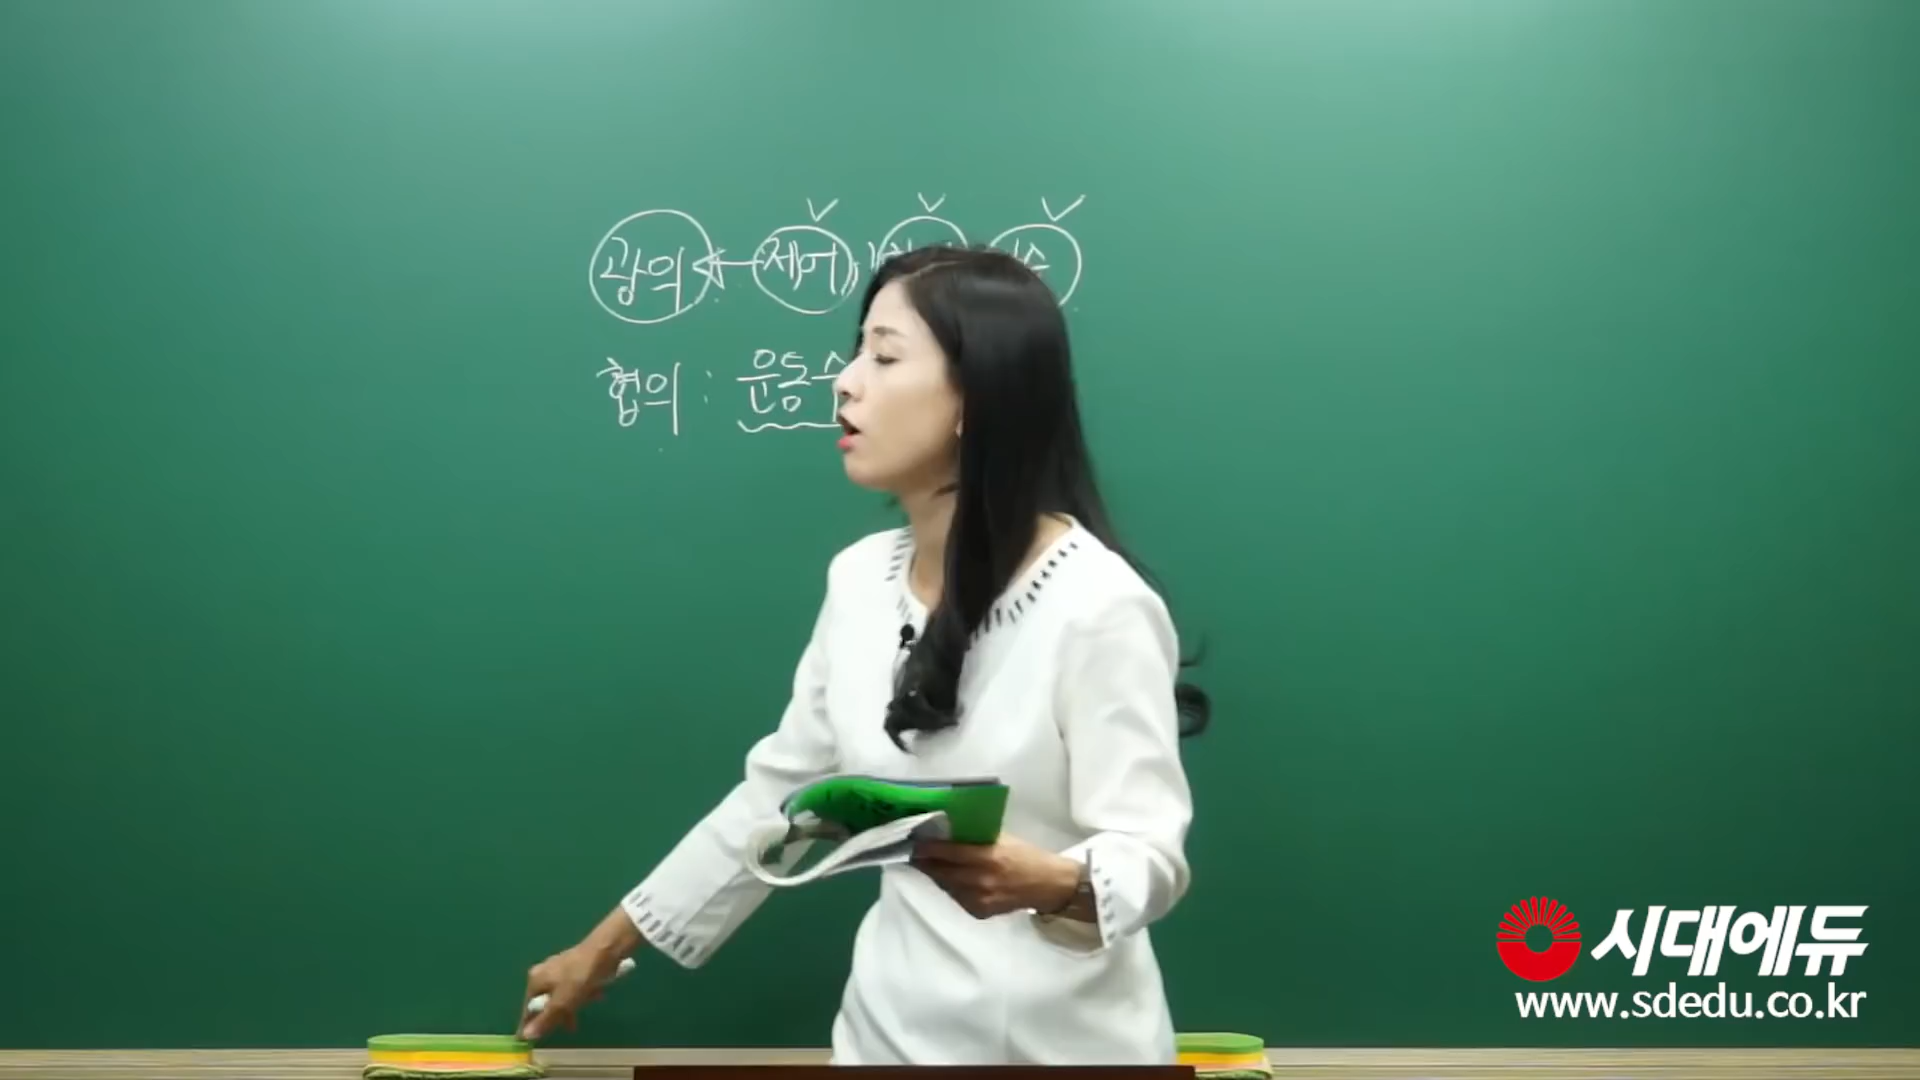 광의 ← 제어
협의 : 운동
시대에듀
www.sdedu.co.kr